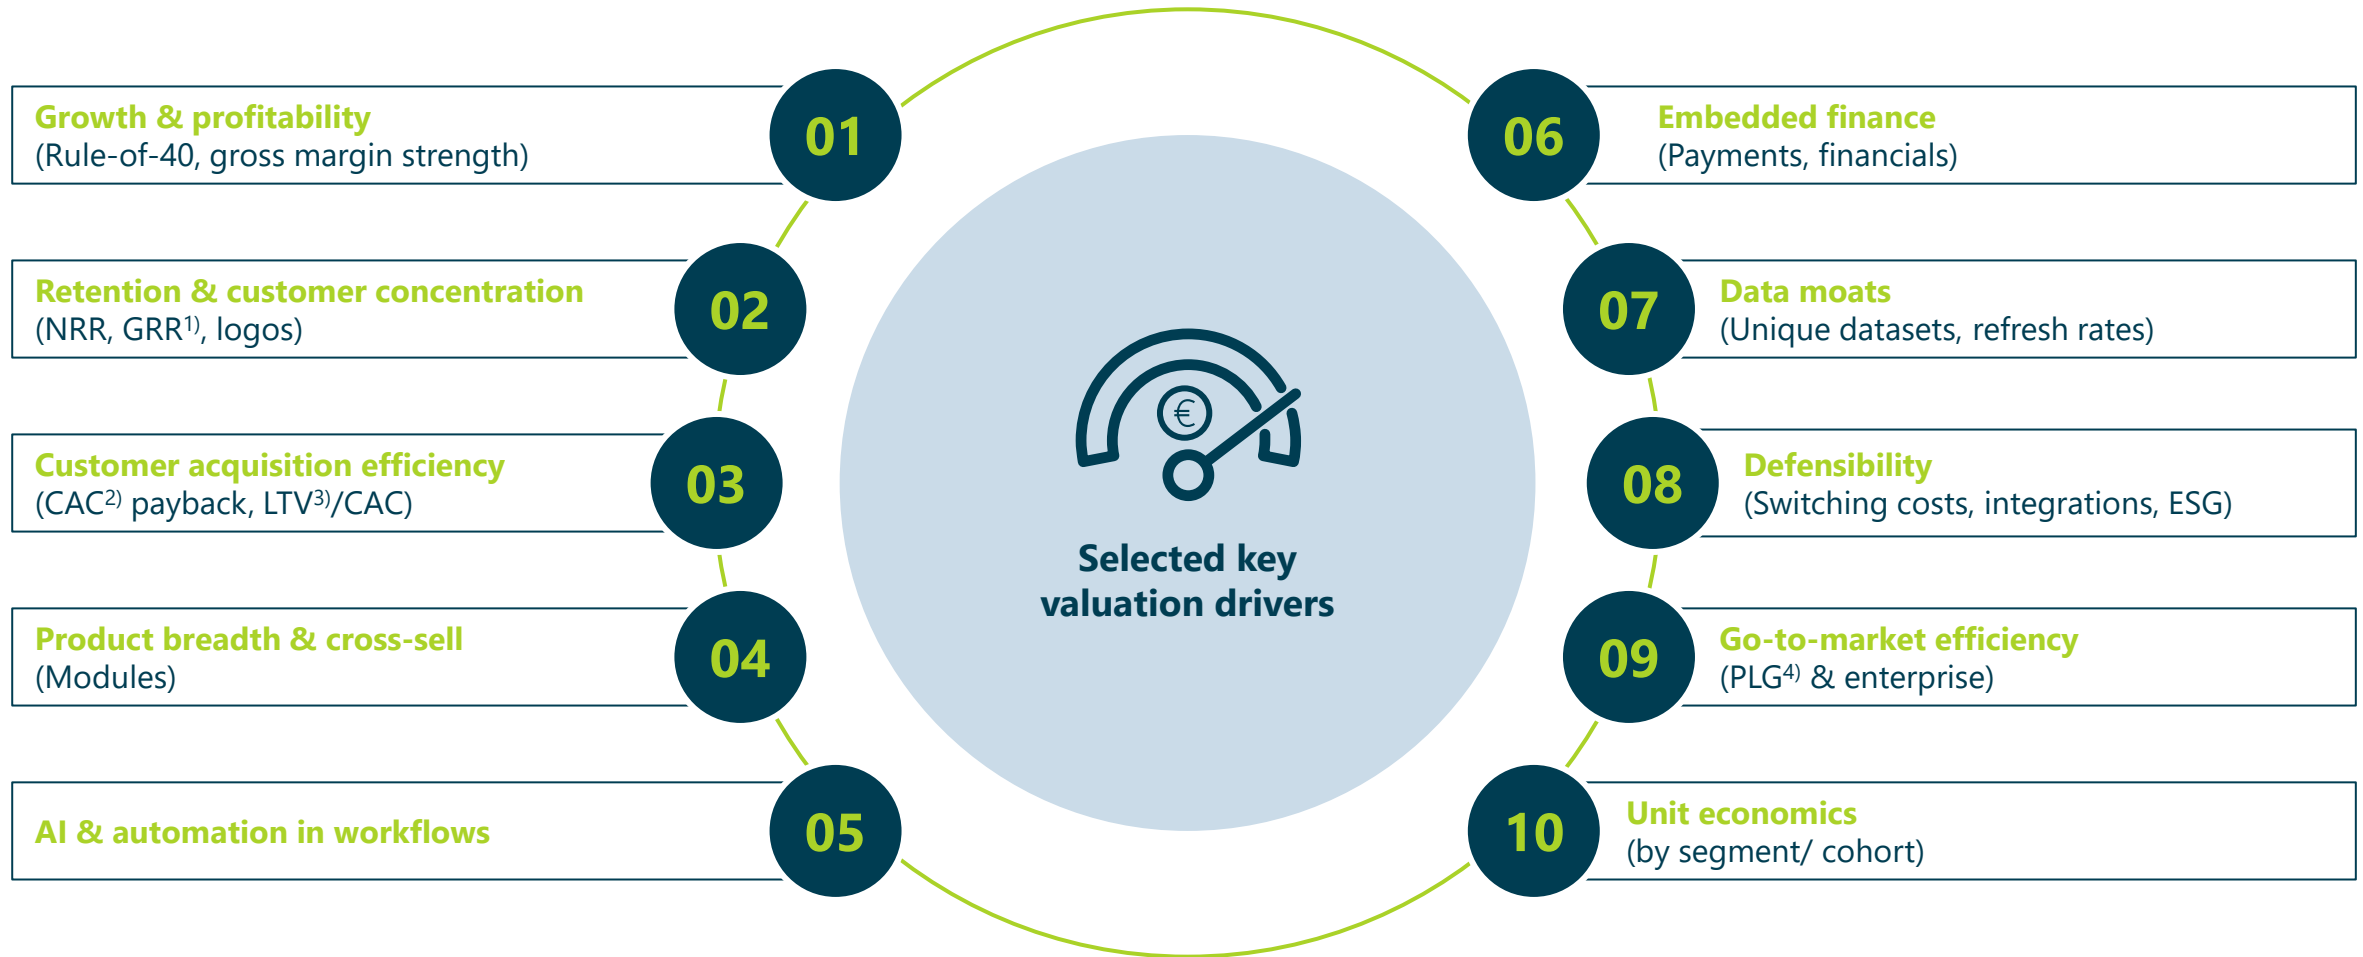 01
Growth & profitability
(Rule-of-40, gross margin strength)
02
Retention & customer concentration
(NRR, GRR¹⁾, logos)
03
Customer acquisition efficiency
(CAC²⁾ payback, LTV³⁾/CAC)
04
Product breadth & cross-sell
(Modules)
05
AI & automation in workflows
€
Selected key
valuation drivers
06
Embedded finance
(Payments, financials)
07
Data moats
(Unique datasets, refresh rates)
08
Defensibility
(Switching costs, integrations, ESG)
09
Go-to-market efficiency
(PLG⁴⁾ & enterprise)
10
Unit economics
(by segment/ cohort)